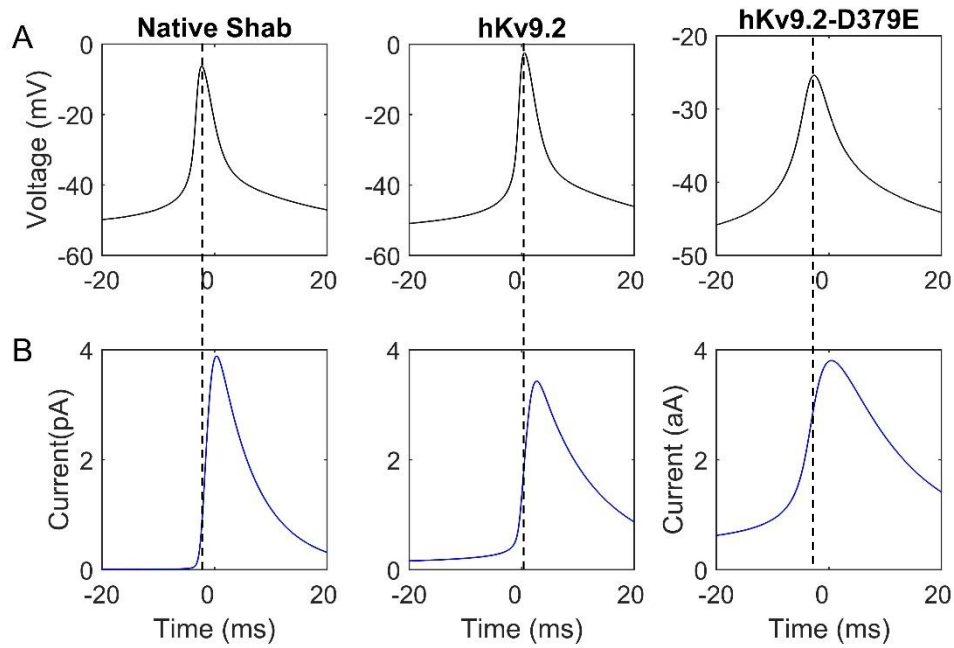 A
Native Shab
hKv9.2
hKv9.2-D379E
Voltage (mV)
0
-20
-40
-60
-20 0 20
0
-20
-40
-60
-20 0 20
-20
-30
-40
-50
-20 0 20
B
Current(pA)
4
2
0
-20 0 20
Time (ms)
4
2
0
-20 0 20
Time (ms)
Current (aA)
4
2
0
-20 0 20
Time (ms)